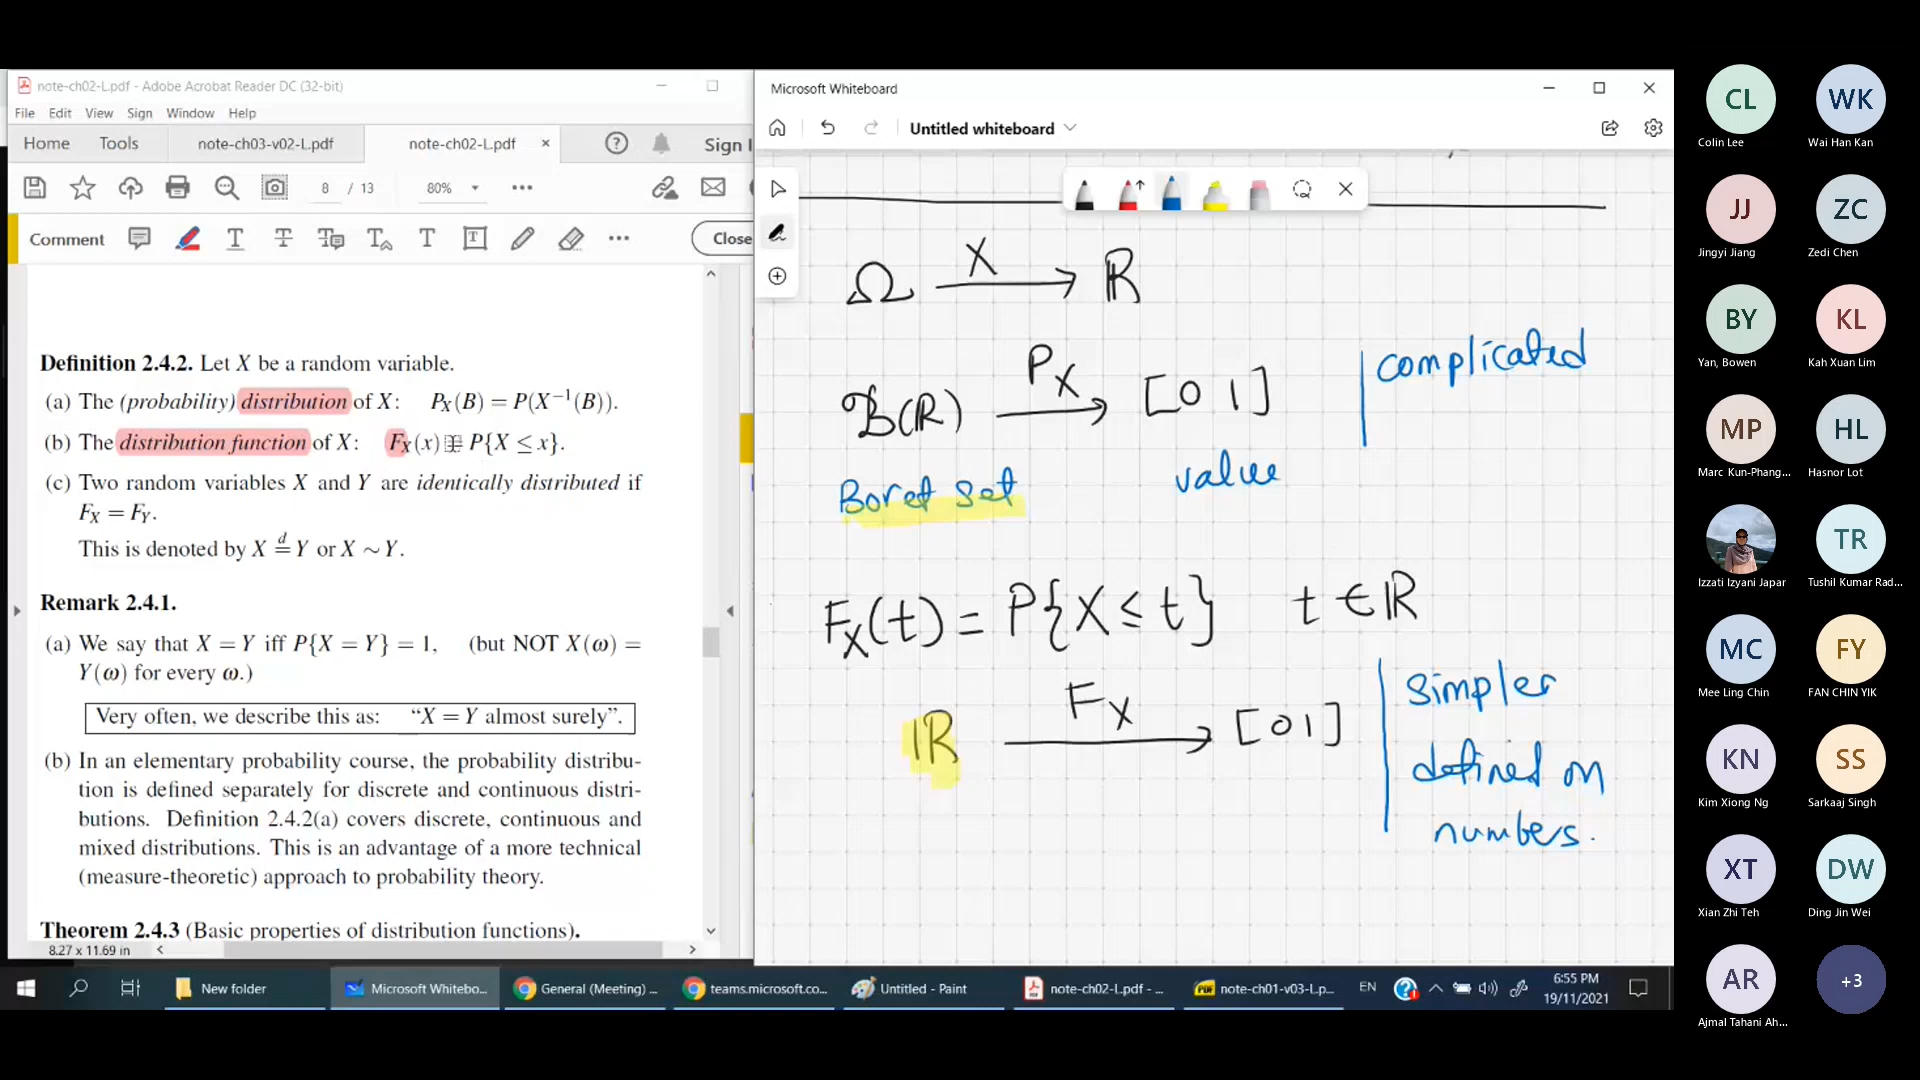 note-ch02-L.pdf - Adobe Acrobat Reader DC (32-bit)
File Edit View Sign Window Help
Home Tools note-ch03-v02-L.pdf note-ch02-L.pdf × Sign I
8 / 13 80%
Comment Close
Definition 2.4.2. Let X be a random variable.
(a) The (probability) distribution of X: P_X(B) = P(X⁻¹(B)).
(b) The distribution function of X: F_X(x) = P{X ≤ x}.
(c) Two random variables X and Y are identically distributed if
F_X = F_Y.
This is denoted by X =ᵈ Y or X ∼ Y.
Remark 2.4.1.
(a) We say that X = Y iff P{X = Y} = 1, (but NOT X(ω) =
Y(ω) for every ω.)
Very often, we describe this as: “X = Y almost surely”.
(b) In an elementary probability course, the probability distribu-
tion is defined separately for discrete and continuous distri-
butions. Definition 2.4.2(a) covers discrete, continuous and
mixed distributions. This is an advantage of a more technical
(measure-theoretic) approach to probability theory.
Theorem 2.4.3 (Basic properties of distribution functions).
8.27 x 11.69 in
Microsoft Whiteboard
Untitled whiteboard
Ω X → ℝ
𝓑(ℝ) P_X → [0 1]
complicated
Borel set value
F_X(t) = P{X ≤ t} t ∈ ℝ
ℝ F_X → [0 1]
simpler
defined on
numbers.
CL WK
Colin Lee Wai Han Kan
JJ ZC
Jingyi Jiang Zedi Chen
BY KL
Yan, Bowen Kah Xuan Lim
MP HL
Marc Kun-Phang... Hasnor Lot
TR
Izzati Izyani Japar Tushil Kumar Rad...
MC FY
Mee Ling Chin FAN CHIN YIK
KN SS
Kim Xiong Ng Sarkaaj Singh
XT DW
Xian Zhi Teh Ding Jin Wei
AR +3
Ajmal Tahani Ah...
New folder Microsoft Whitebo... General (Meeting) ... teams.microsoft.co... Untitled - Paint note-ch02-L.pdf - ... note-ch01-v03-L.p... EN 6:55 PM
19/11/2021